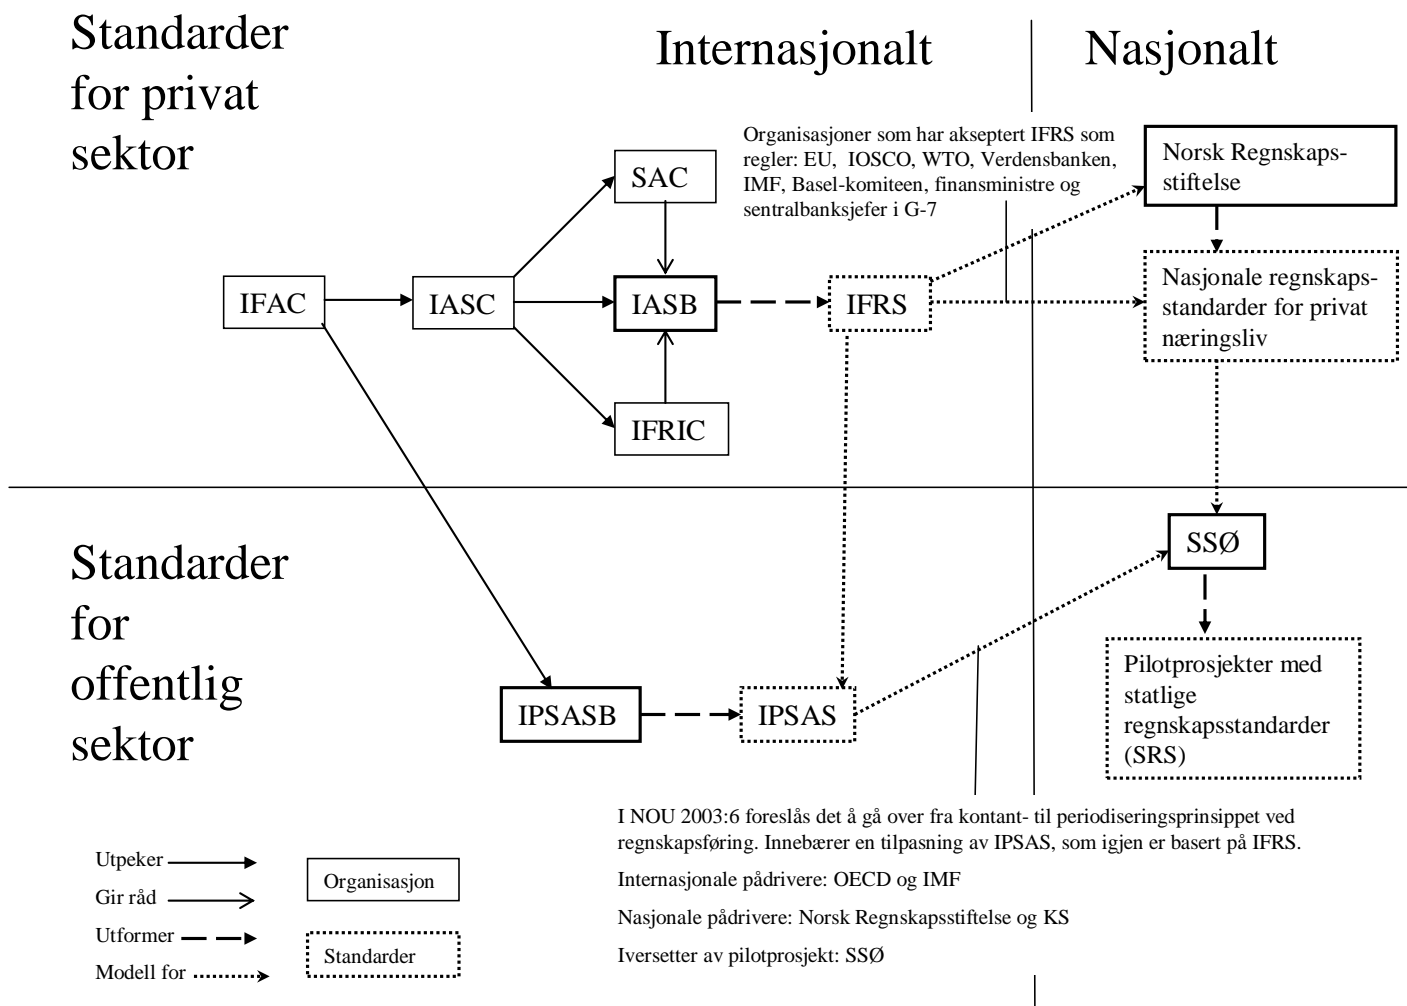 Standarder
for privat
sektor
Internasjonalt
Nasjonalt
Organisasjoner som har akseptert IFRS som
regler: EU, IOSCO, WTO, Verdensbanken,
IMF, Basel-komiteen, finansministre og
sentralbanksjefer i G-7
Norsk Regnskaps-
stiftelse
SAC
IFAC
IASC
IASB
IFRS
Nasjonale regnskaps-
standarder for privat
næringsliv
IFRIC
Standarder
for
offentlig
sektor
SSØ
IPSASB
IPSAS
Pilotprosjekter med
statlige
regnskapsstandarder
(SRS)
I NOU 2003:6 foreslås det å gå over fra kontant- til periodiseringsprinsippet ved
regnskapsføring. Innebærer en tilpasning av IPSAS, som igjen er basert på IFRS.
Internasjonale pådrivere: OECD og IMF
Nasjonale pådrivere: Norsk Regnskapsstiftelse og KS
Iversetter av pilotprosjekt: SSØ
Utpeker
Gir råd
Utformer
Modell for
Organisasjon
Standarder